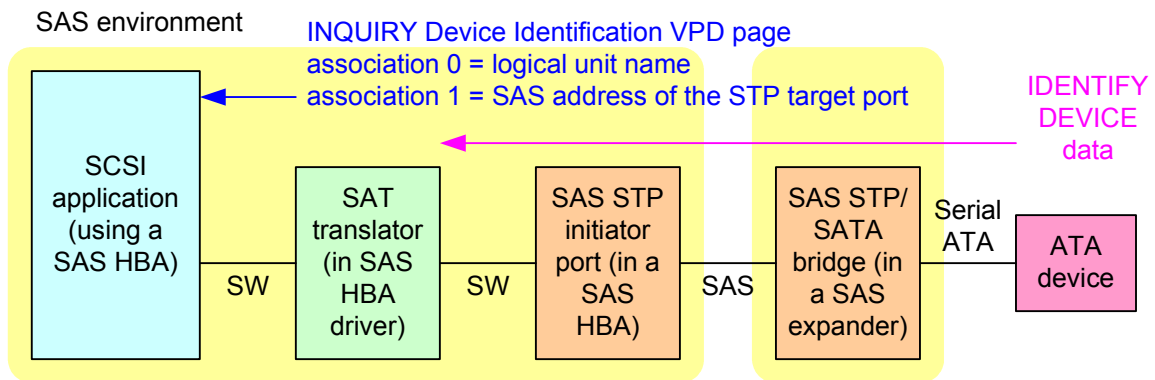 SAS environment
INQUIRY Device Identification VPD page
association 0 = logical unit name
association 1 = SAS address of the STP target port
IDENTIFY
DEVICE
data
SCSI
application
(using a
SAS HBA)
SW
SAT
translator
(in SAS
HBA
driver)
SW
SAS STP
initiator
port (in a
SAS
HBA)
SAS
SAS STP/
SATA
bridge (in
a SAS
expander)
Serial
ATA
ATA
device